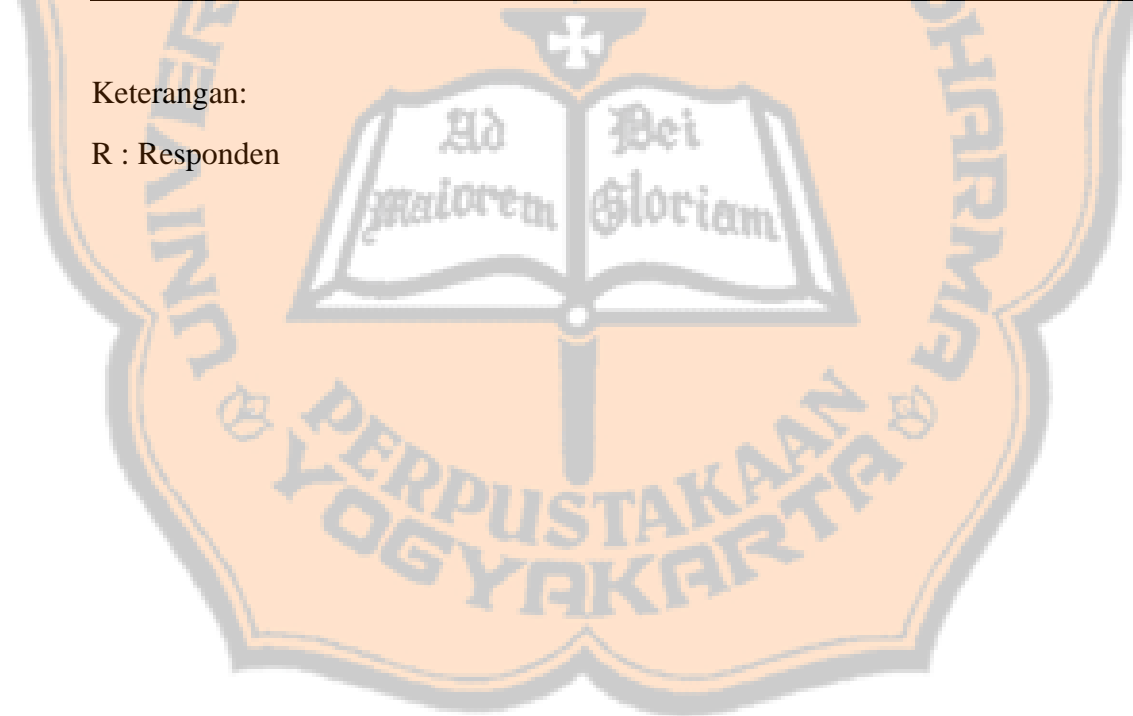 Keterangan:
R : Responden
Ad Dei
Maiorem Gloriam
PERPUSTAKAAN
YOGYAKARTA